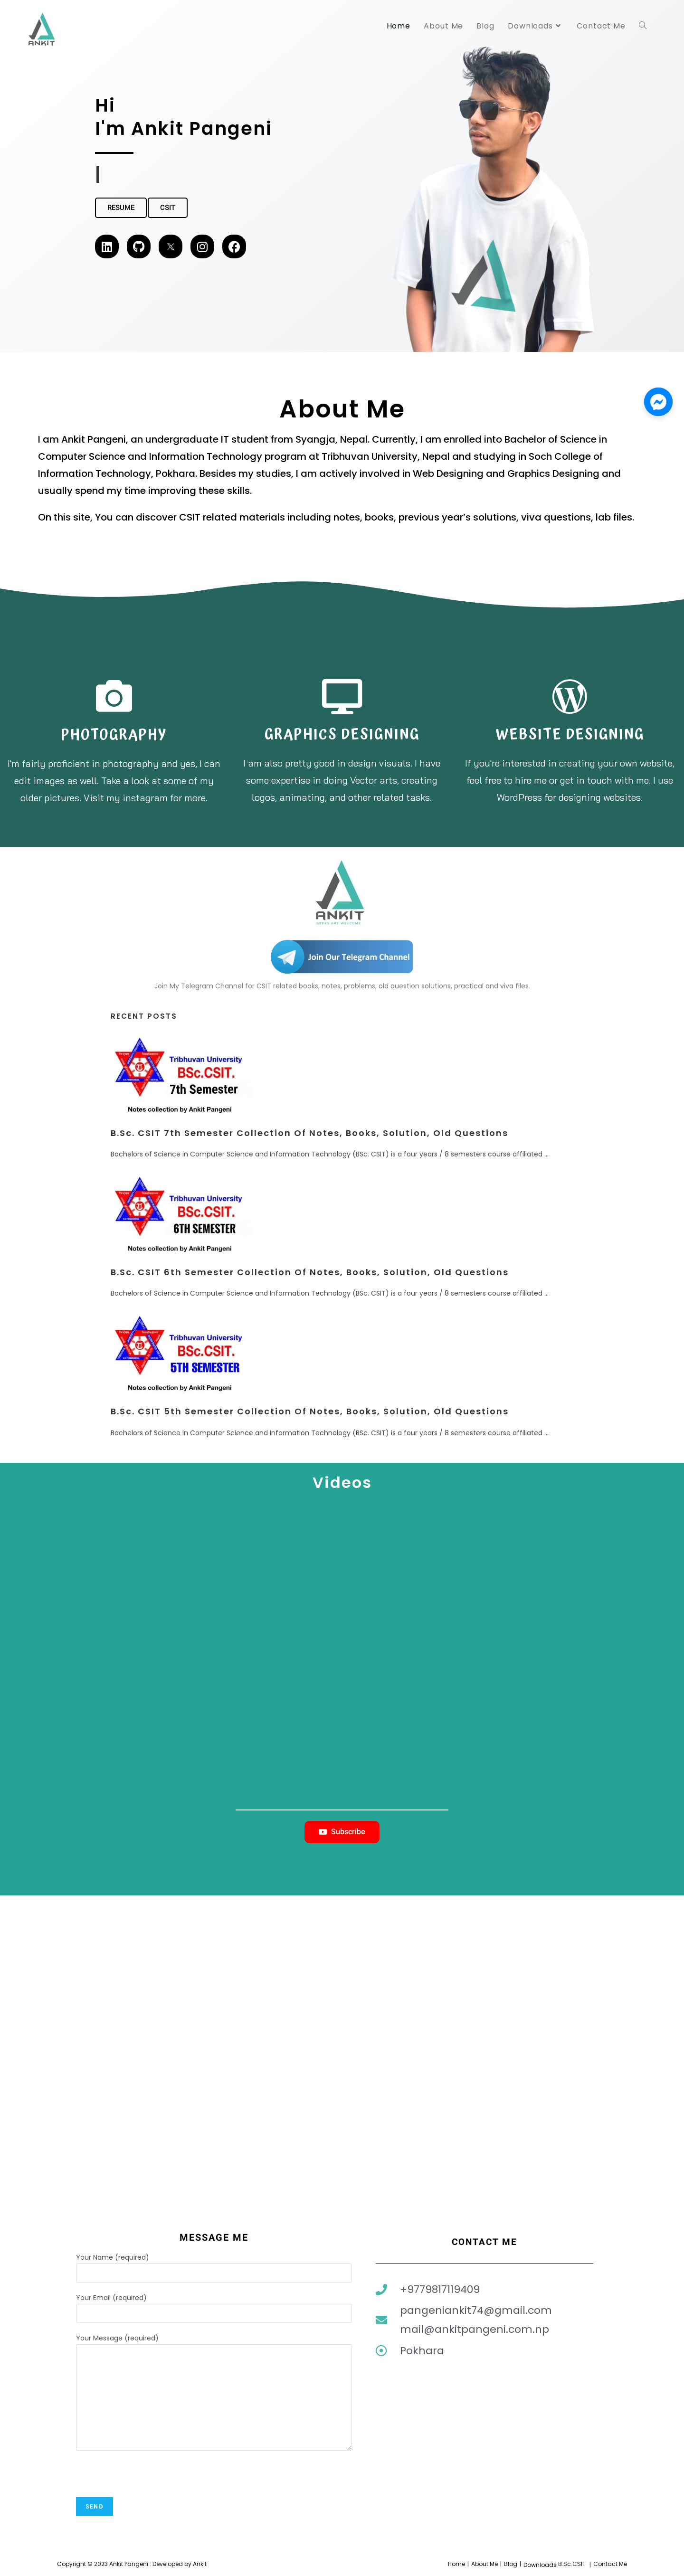 ANKIT
Home
About Me
Blog
Downloads
Contact Me
Hi
I'm Ankit Pangeni
RESUME
CSIT
About Me
I am Ankit Pangeni, an undergraduate IT student from Syangja, Nepal. Currently, I am enrolled into Bachelor of Science in
Computer Science and Information Technology program at Tribhuvan University, Nepal and studying in Soch College of
Information Technology, Pokhara. Besides my studies, I am actively involved in Web Designing and Graphics Designing and
usually spend my time improving these skills.
On this site, You can discover CSIT related materials including notes, books, previous year's solutions, viva questions, lab files.
PHOTOGRAPHY
I'm fairly proficient in photography and yes, I can
edit images as well. Take a look at some of my
older pictures. Visit my instagram for more.
GRAPHICS DESIGNING
I am also pretty good in design visuals. I have
some expertise in doing Vector arts, creating
logos, animating, and other related tasks.
WEBSITE DESIGNING
If you're interested in creating your own website,
feel free to hire me or get in touch with me. I use
WordPress for designing websites.
ANKIT
Join Our Telegram Channel
Join My Telegram Channel for CSIT related books, notes, problems, old question solutions, practical and viva files.
RECENT POSTS
Tribhuvan University
BSc.CSIT.
7th Semester
Notes collection by Ankit Pangeni
B.Sc. CSIT 7th Semester Collection Of Notes, Books, Solution, Old Questions
Bachelors of Science in Computer Science and Information Technology (BSc. CSIT) is a four years / 8 semesters course affiliated ...
Tribhuvan University
BSc.CSIT.
6TH SEMESTER
Notes collection by Ankit Pangeni
B.Sc. CSIT 6th Semester Collection Of Notes, Books, Solution, Old Questions
Bachelors of Science in Computer Science and Information Technology (BSc. CSIT) is a four years / 8 semesters course affiliated ...
Tribhuvan University
BSc.CSIT.
5TH SEMESTER
Notes collection by Ankit Pangeni
B.Sc. CSIT 5th Semester Collection Of Notes, Books, Solution, Old Questions
Bachelors of Science in Computer Science and Information Technology (BSc. CSIT) is a four years / 8 semesters course affiliated ...
Videos
Subscribe
MESSAGE ME
Your Name (required)
Your Email (required)
Your Message (required)
SEND
CONTACT ME
+9779817119409
pangeniankit74@gmail.com
mail@ankitpangeni.com.np
Pokhara
Copyright © 2023 Ankit Pangeni : Developed by Ankit
Home | About Me | Blog | Downloads B Sc CSIT | Contact Me